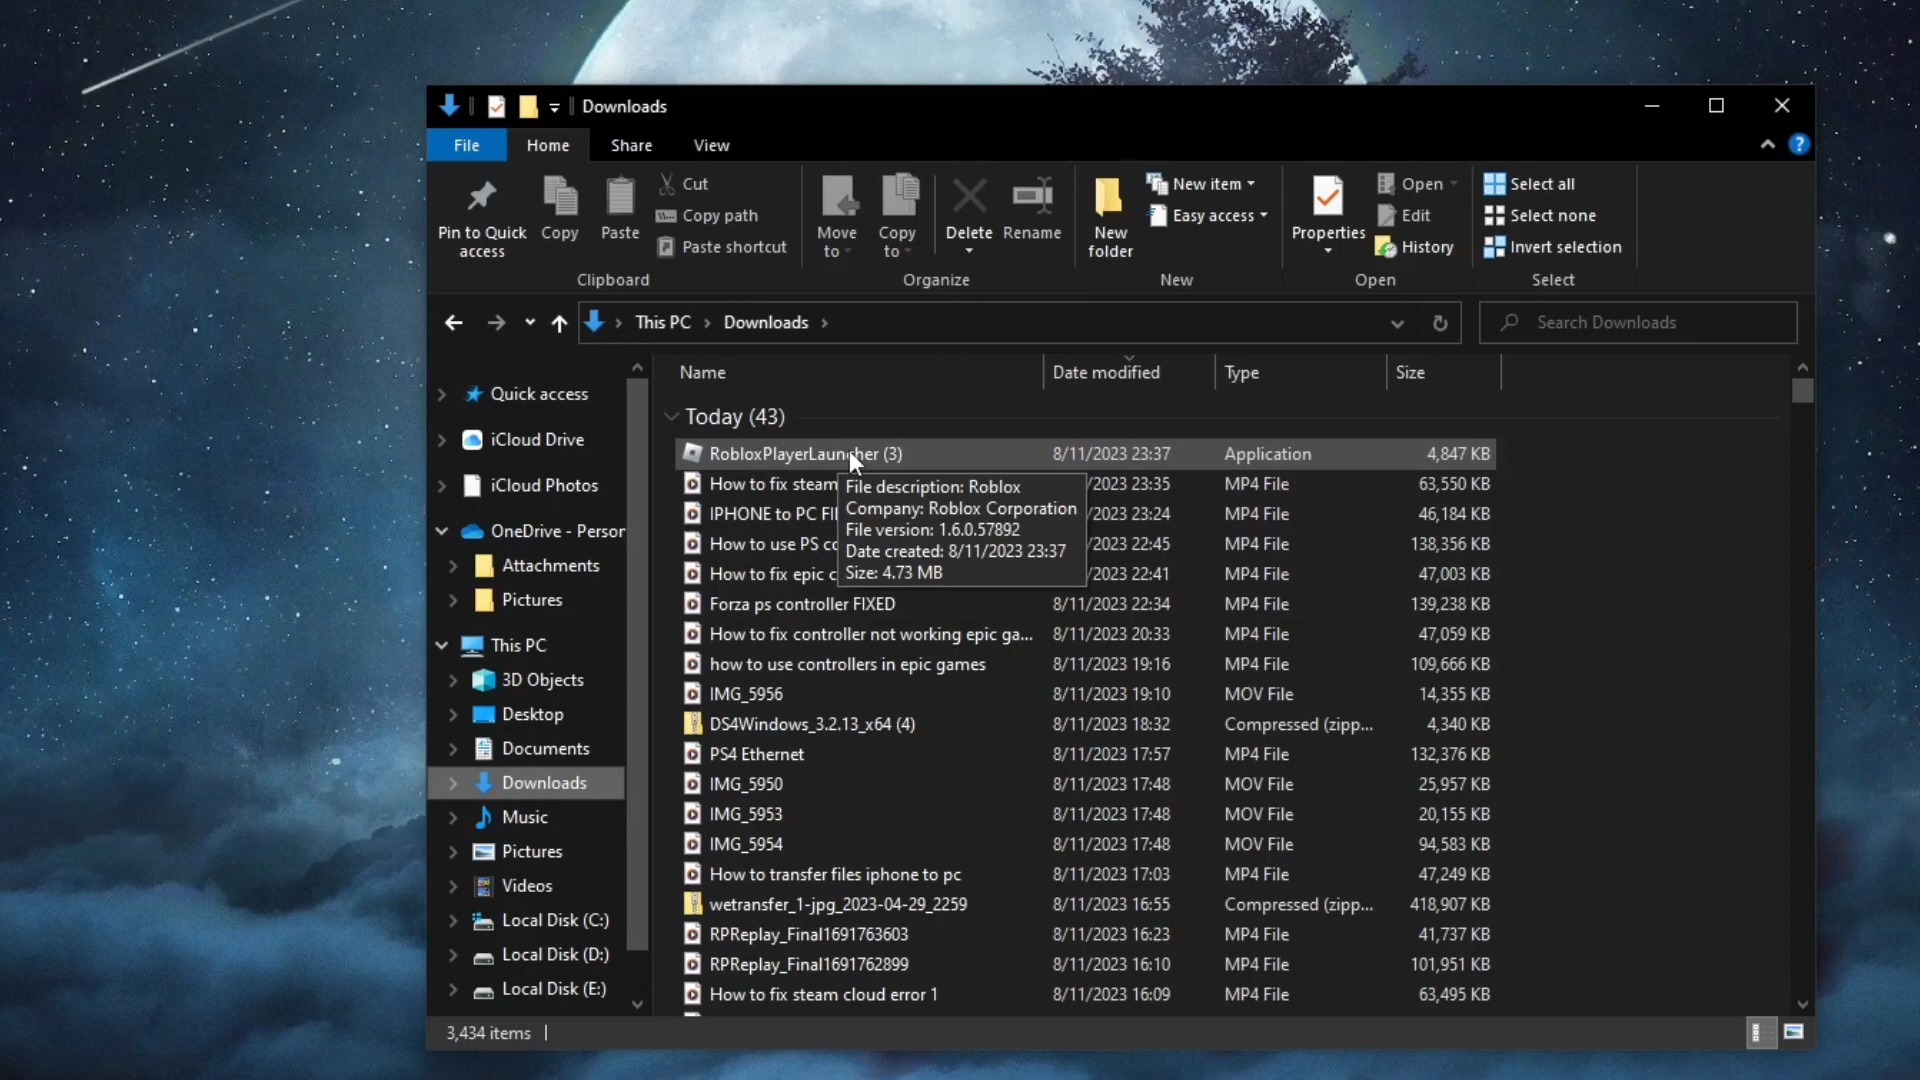 Downloads
File Home Share View
Pin to Quick access
Copy
Paste
Cut
Copy path
Paste shortcut
Clipboard
Move to
Copy to
Delete
Rename
Organize
New folder
New item
Easy access
New
Properties
Open
Edit
History
Open
Select all
Select none
Invert selection
Select
This PC > Downloads >
Search Downloads
Quick access
iCloud Drive
iCloud Photos
OneDrive - Person
Attachments
Pictures
This PC
3D Objects
Desktop
Documents
Downloads
Music
Pictures
Videos
Local Disk (C:)
Local Disk (D:)
Local Disk (E:)
Name Date modified Type Size
Today (43)
RobloxPlayerLauncher (3) 8/11/2023 23:37 Application 4,847 KB
How to fix steam /2023 23:35 MP4 File 63,550 KB
IPHONE to PC FI /2023 23:24 MP4 File 46,184 KB
How to use PS co /2023 22:45 MP4 File 138,356 KB
How to fix epic c /2023 22:41 MP4 File 47,003 KB
File description: Roblox
Company: Roblox Corporation
File version: 1.6.0.57892
Date created: 8/11/2023 23:37
Size: 4.73 MB
Forza ps controller FIXED 8/11/2023 22:34 MP4 File 139,238 KB
How to fix controller not working epic ga... 8/11/2023 20:33 MP4 File 47,059 KB
how to use controllers in epic games 8/11/2023 19:16 MP4 File 109,666 KB
IMG_5956 8/11/2023 19:10 MOV File 14,355 KB
DS4Windows_3.2.13_x64 (4) 8/11/2023 18:32 Compressed (zipp... 4,340 KB
PS4 Ethernet 8/11/2023 17:57 MP4 File 132,376 KB
IMG_5950 8/11/2023 17:48 MOV File 25,957 KB
IMG_5953 8/11/2023 17:48 MOV File 20,155 KB
IMG_5954 8/11/2023 17:48 MOV File 94,583 KB
How to transfer files iphone to pc 8/11/2023 17:03 MP4 File 47,249 KB
wetransfer_1-jpg_2023-04-29_2259 8/11/2023 16:55 Compressed (zipp... 418,907 KB
RPReplay_Final1691763603 8/11/2023 16:23 MP4 File 41,737 KB
RPReplay_Final1691762899 8/11/2023 16:10 MP4 File 101,951 KB
How to fix steam cloud error 1 8/11/2023 16:09 MP4 File 63,495 KB
3,434 items